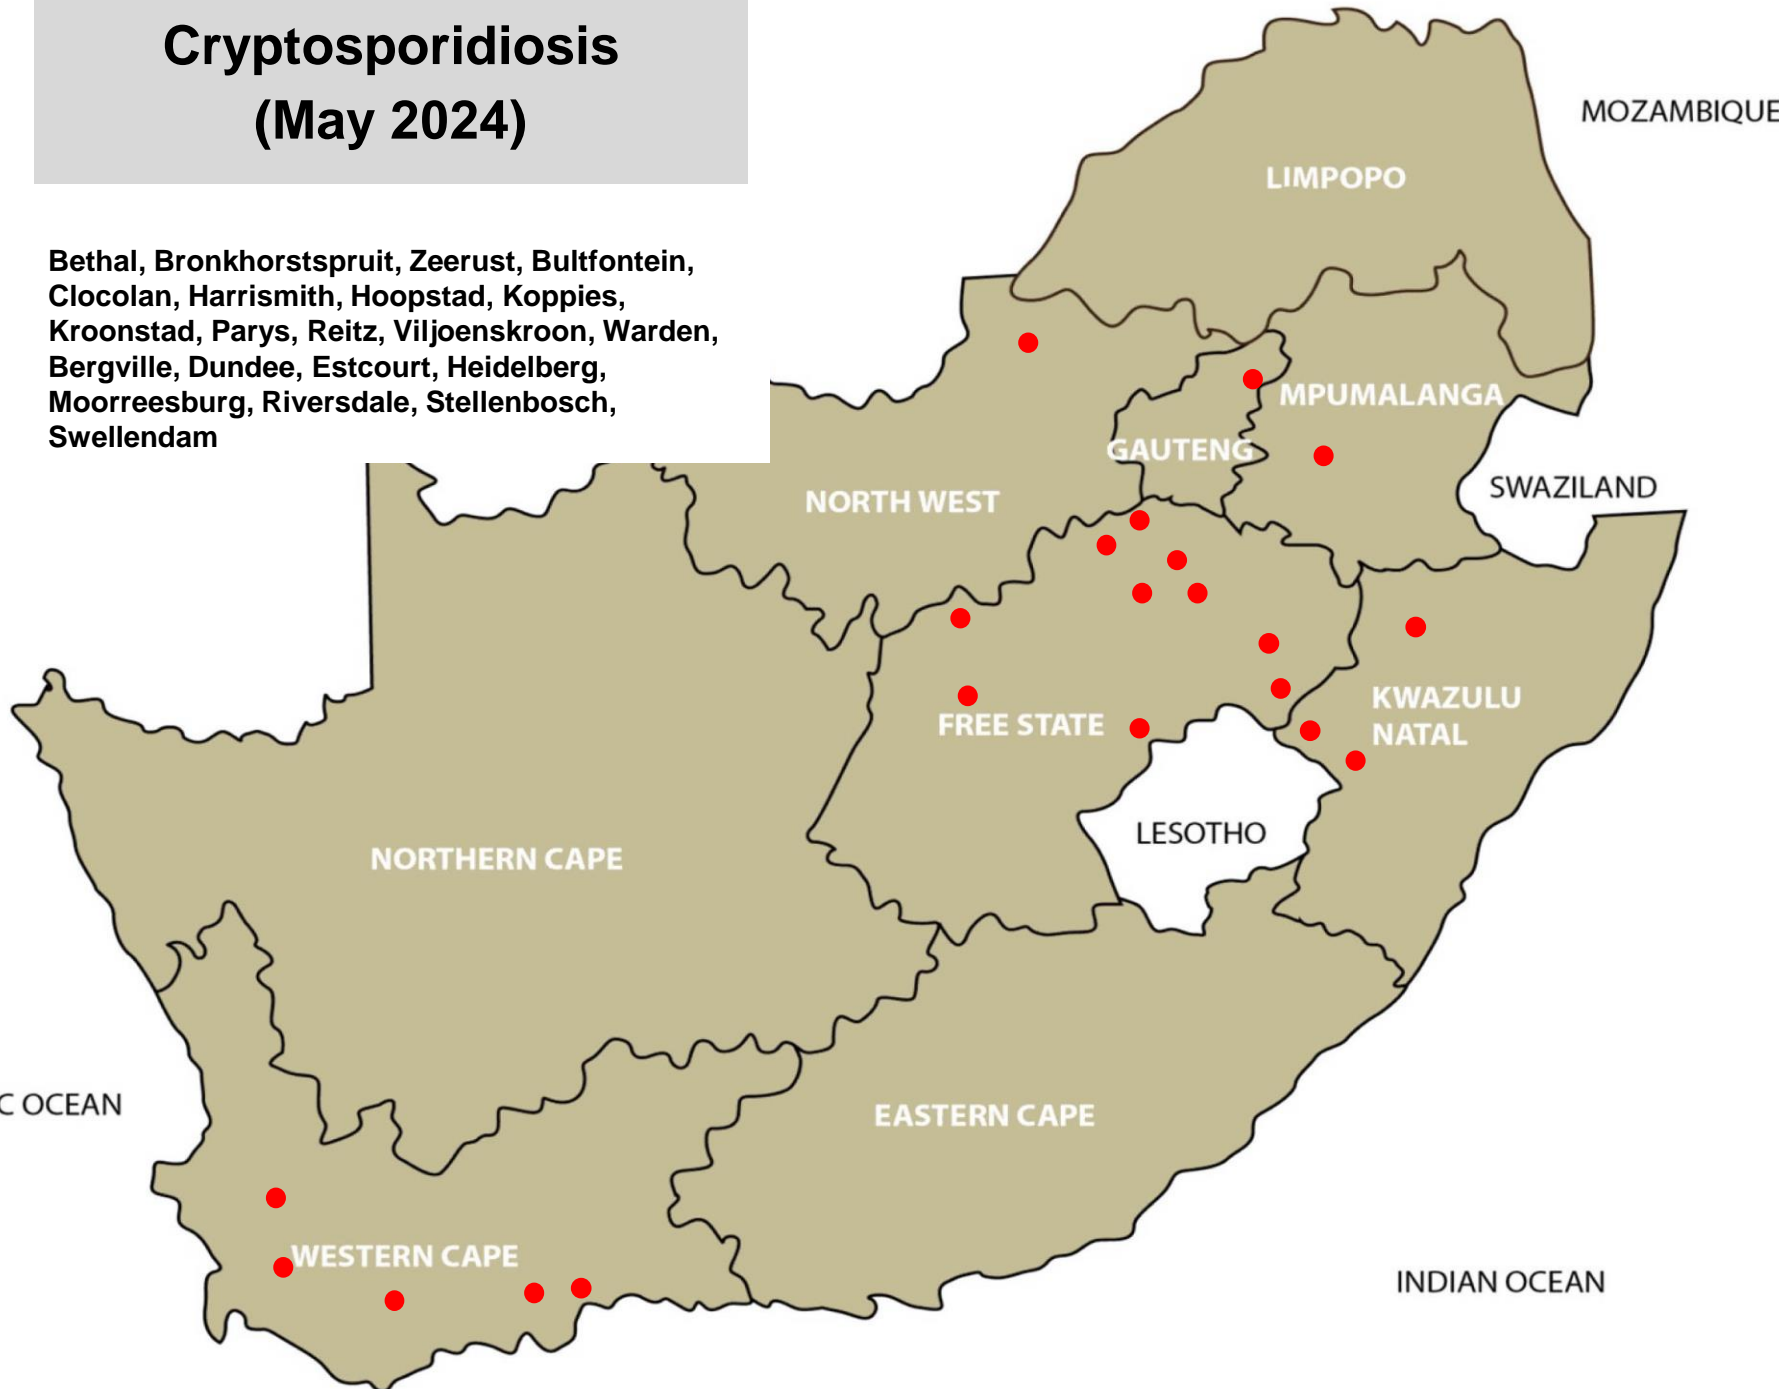 Cryptosporidiosis
(May 2024)
Bethal, Bronkhorstspruit, Zeerust, Bultfontein,
Clocolan, Harrismith, Hoopstad, Koppies,
Kroonstad, Parys, Reitz, Viljoenskroon, Warden,
Bergville, Dundee, Estcourt, Heidelberg,
Moorreesburg, Riversdale, Stellenbosch,
Swellendam
MOZAMBIQUE
LIMPOPO
MPUMALANGA
GAUTENG
SWAZILAND
NORTH WEST
KWAZULU
NATAL
FREE STATE
LESOTHO
NORTHERN CAPE
C OCEAN
EASTERN CAPE
WESTERN CAPE
INDIAN OCEAN